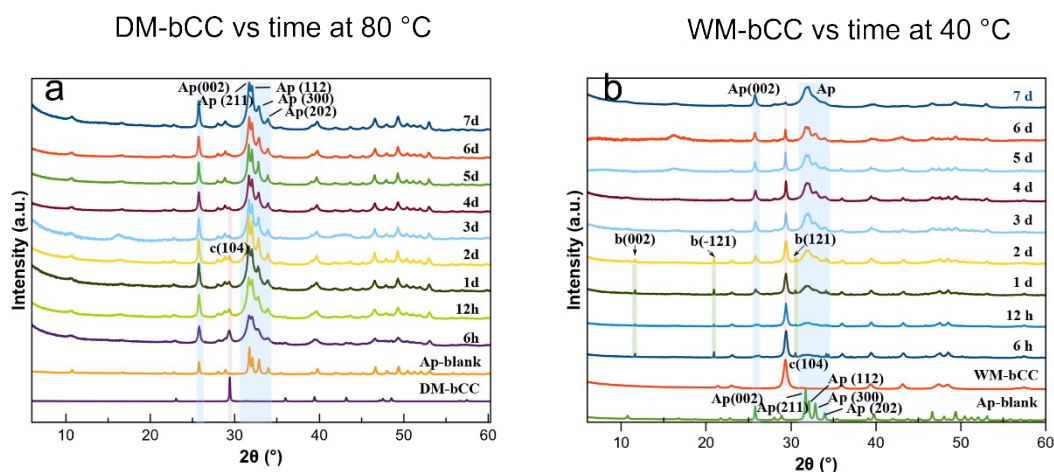 DM-bCC vs time at 80 °C
WM-bCC vs time at 40 °C
a
Ap(002)
Ap (112)
Ap (211)
Ap (300)
Ap(202)
7d
6d
5d
4d
3d
2d
c(104)
1d
12h
6h
Ap-blank
DM-bCC
Intensity (a.u.)
10 20 30 40 50 60
2θ (°)
b
Ap(002)
Ap
7 d
6 d
5 d
4 d
3 d
b(002)
b(-121)
b(121)
2 d
1 d
12 h
6 h
c(104)
WM-bCC
Ap(002)
Ap (112)
Ap(211)
Ap (300)
Ap (202)
Ap-blank
Intensity (a.u.)
10 20 30 40 50 60
2θ (°)